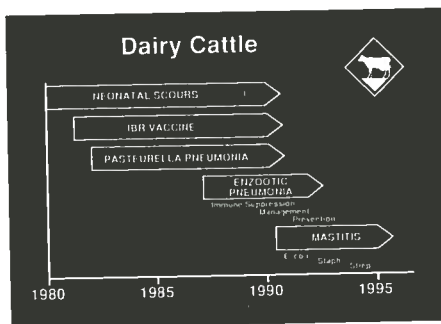 Dairy Cattle
NEONATAL SCOURS
IBR VACCINE
PASTEURELLA PNEUMONIA
ENZOOTIC
PNEUMONIA
Immune Suppression
Management
Prevention
MASTITIS
E. coli
Staph
Strep
1980 1985 1990 1995